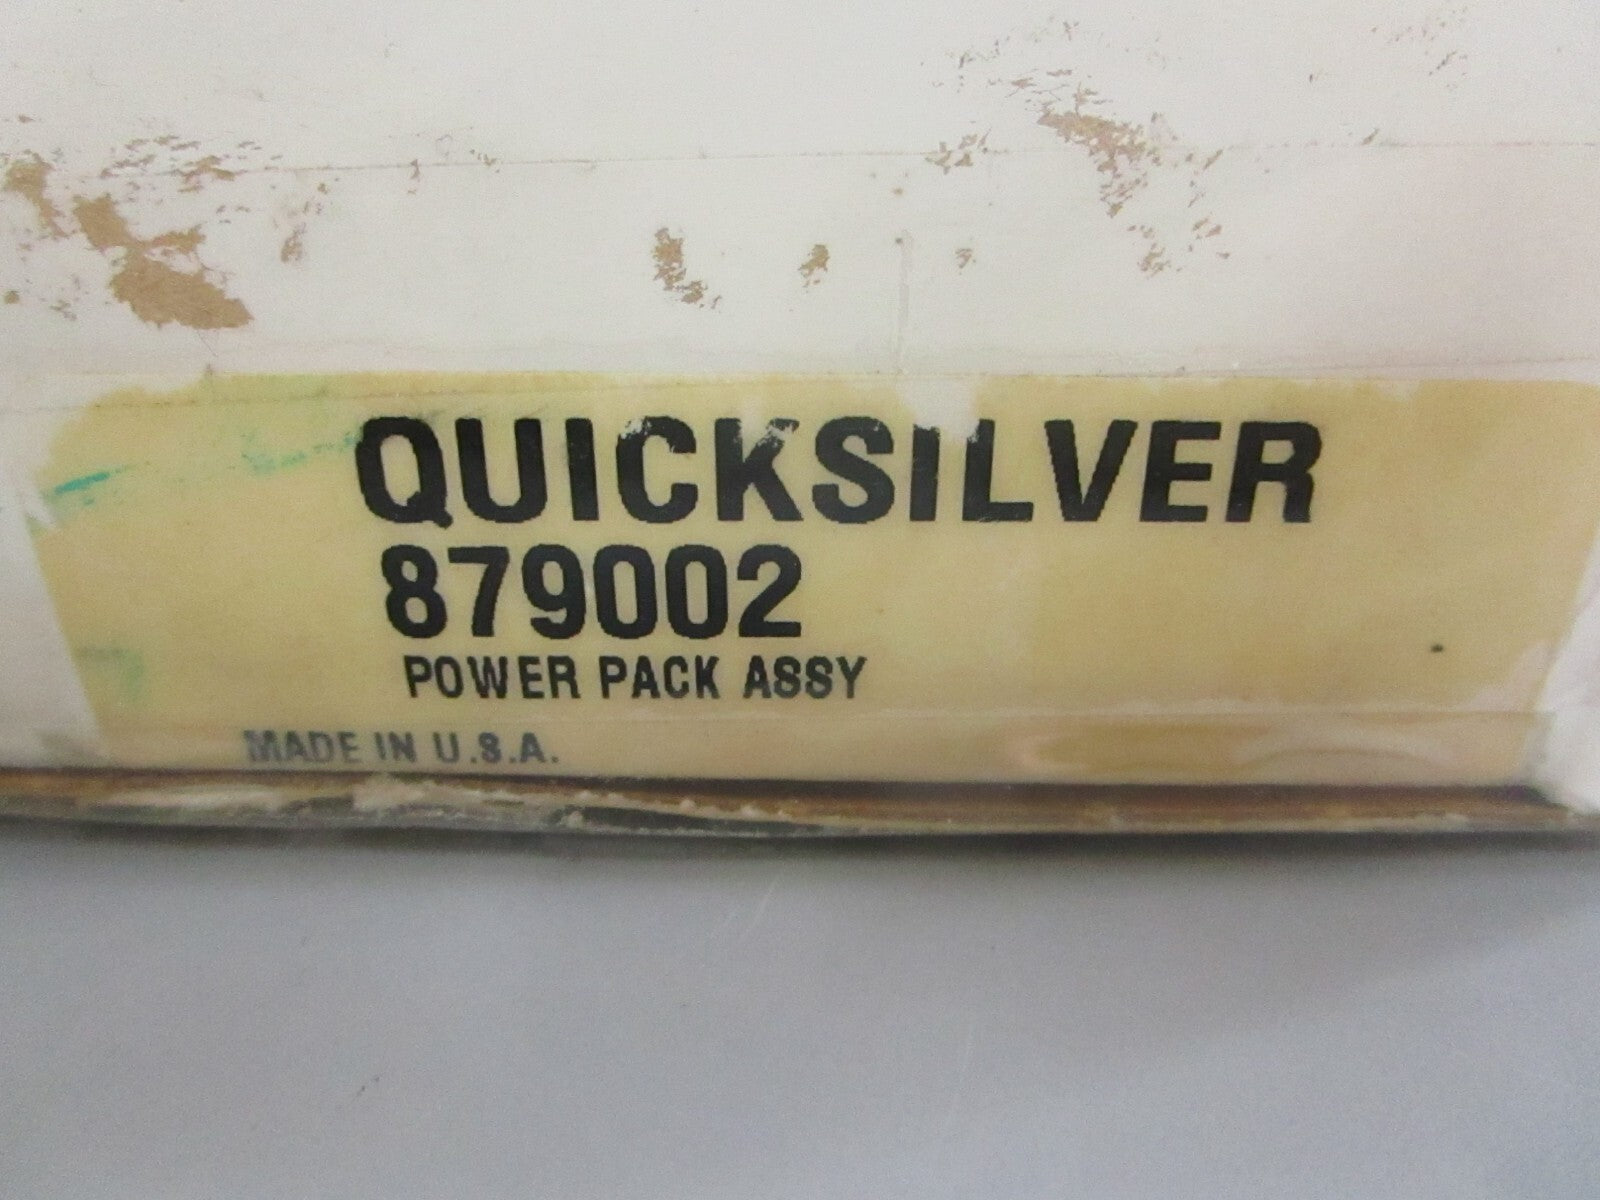 QUICKSILVER
879002
POWER PACK ASSY
MADE IN U.S.A.